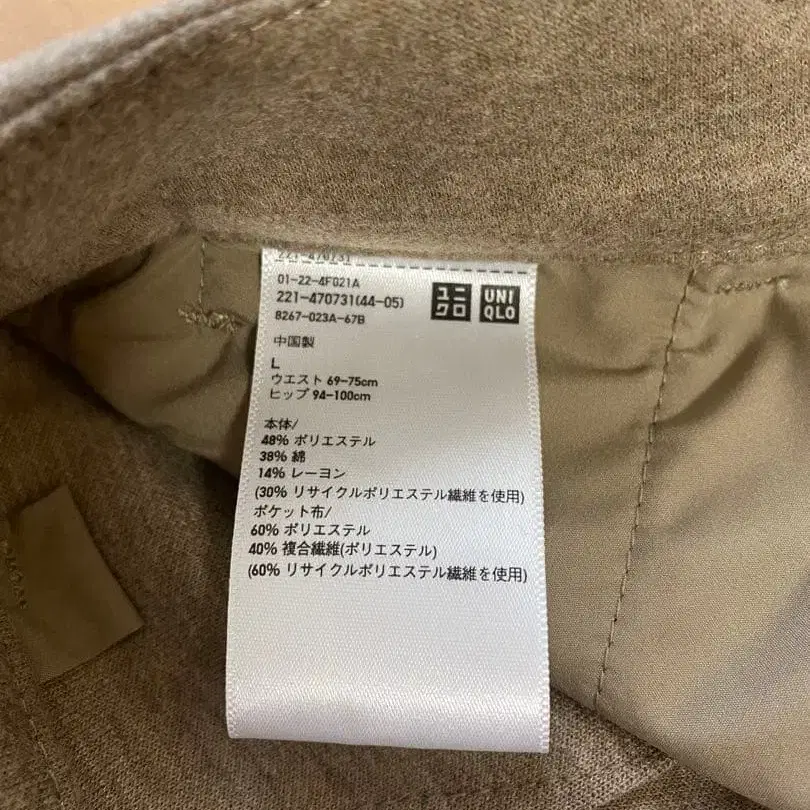 221-470731
01-22-4F021A
221-470731(44-05)
8267-023A-67B
ユニ
クロ
UNI
QLO
中国製
L
ウエスト 69-75cm
ヒップ 94-100cm
本体/
48% ポリエステル
38% 綿
14% レーヨン
(30% リサイクルポリエステル繊維を使用)
ポケット布/
60% ポリエステル
40% 複合繊維(ポリエステル)
(60% リサイクルポリエステル繊維を使用)